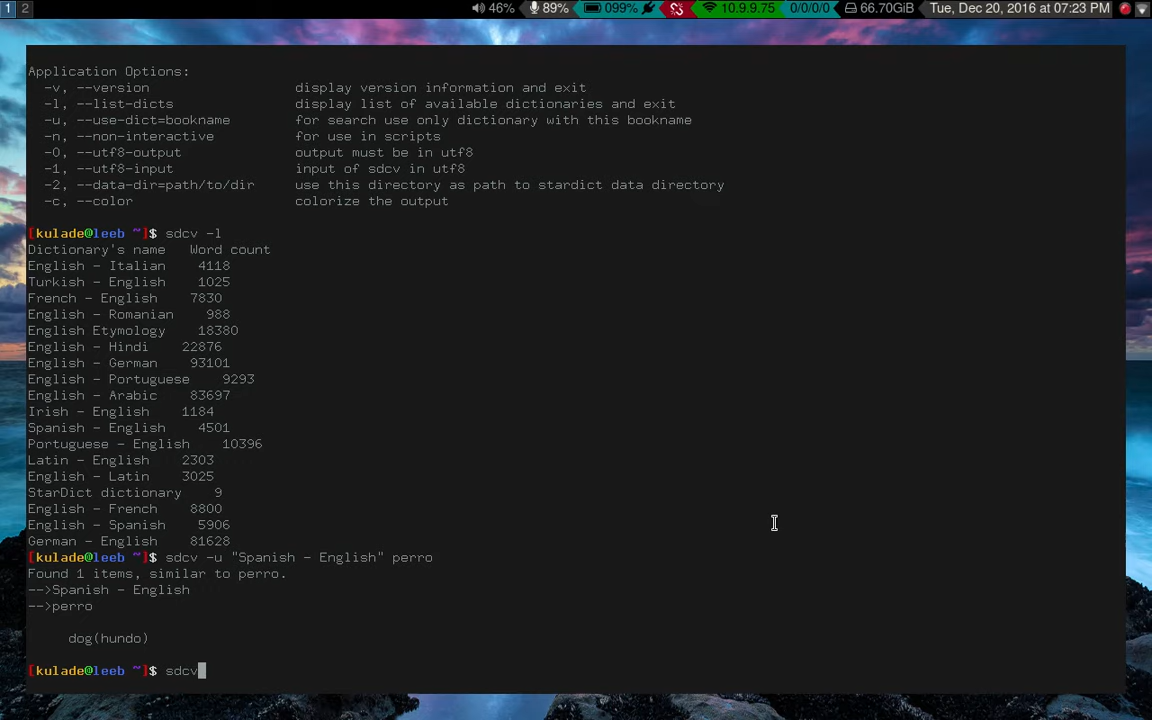 1 2 46% 89% 099% 10.9.9.75 0/0/0/0 66.70GiB Tue, Dec 20, 2016 at 07:23 PM
Application Options:
-v, --version display version information and exit
-l, --list-dicts display list of available dictionaries and exit
-u, --use-dict=bookname for search use only dictionary with this bookname
-n, --non-interactive for use in scripts
-0, --utf8-output output must be in utf8
-1, --utf8-input input of sdcv in utf8
-2, --data-dir=path/to/dir use this directory as path to stardict data directory
-c, --color colorize the output
[kulade@leeb ~]$ sdcv -l
Dictionary's name Word count
English - Italian 4118
Turkish - English 1025
French - English 7830
English - Romanian 988
English Etymology 18380
English - Hindi 22876
English - German 93101
English - Portuguese 9293
English - Arabic 83697
Irish - English 1184
Spanish - English 4501
Portuguese - English 10396
Latin - English 2303
English - Latin 3025
StarDict dictionary 9
English - French 8800
English - Spanish 5906
German - English 81628
[kulade@leeb ~]$ sdcv -u "Spanish - English" perro
Found 1 items, similar to perro.
-->Spanish - English
-->perro
dog(hundo)
[kulade@leeb ~]$ sdcv